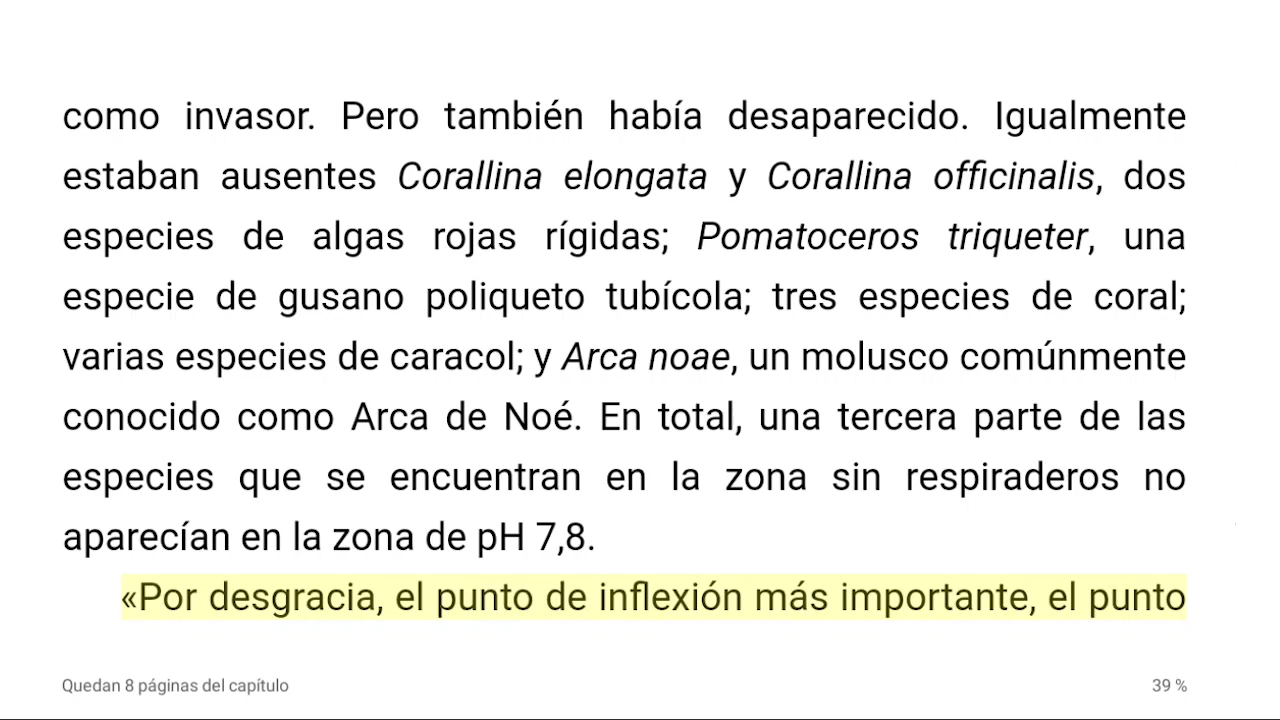 como invasor. Pero también había desaparecido. Igualmente
estaban ausentes Corallina elongata y Corallina officinalis, dos
especies de algas rojas rígidas; Pomatoceros triqueter, una
especie de gusano poliqueto tubícola; tres especies de coral;
varias especies de caracol; y Arca noae, un molusco comúnmente
conocido como Arca de Noé. En total, una tercera parte de las
especies que se encuentran en la zona sin respiraderos no
aparecían en la zona de pH 7,8.
«Por desgracia, el punto de inflexión más importante, el punto
Quedan 8 páginas del capítulo
39 %